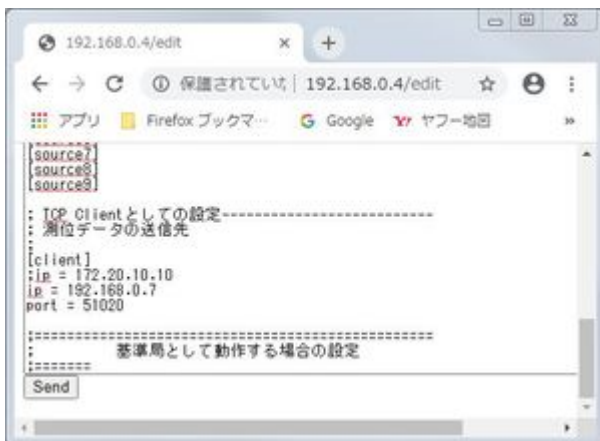 192.168.0.4/edit
保護されていな 192.168.0.4/edit
アプリ Firefox ブックマ… Google ヤフー地図 »
[source7]
[source8]
[source9]
; TCP Clientとしての設定--------------------------
; 測位データの送信先
;
[client]
;ip = 172.20.10.10
ip = 192.168.0.7
port = 51020
;=================================================
; 基準局として動作する場合の設定
;=======
Send